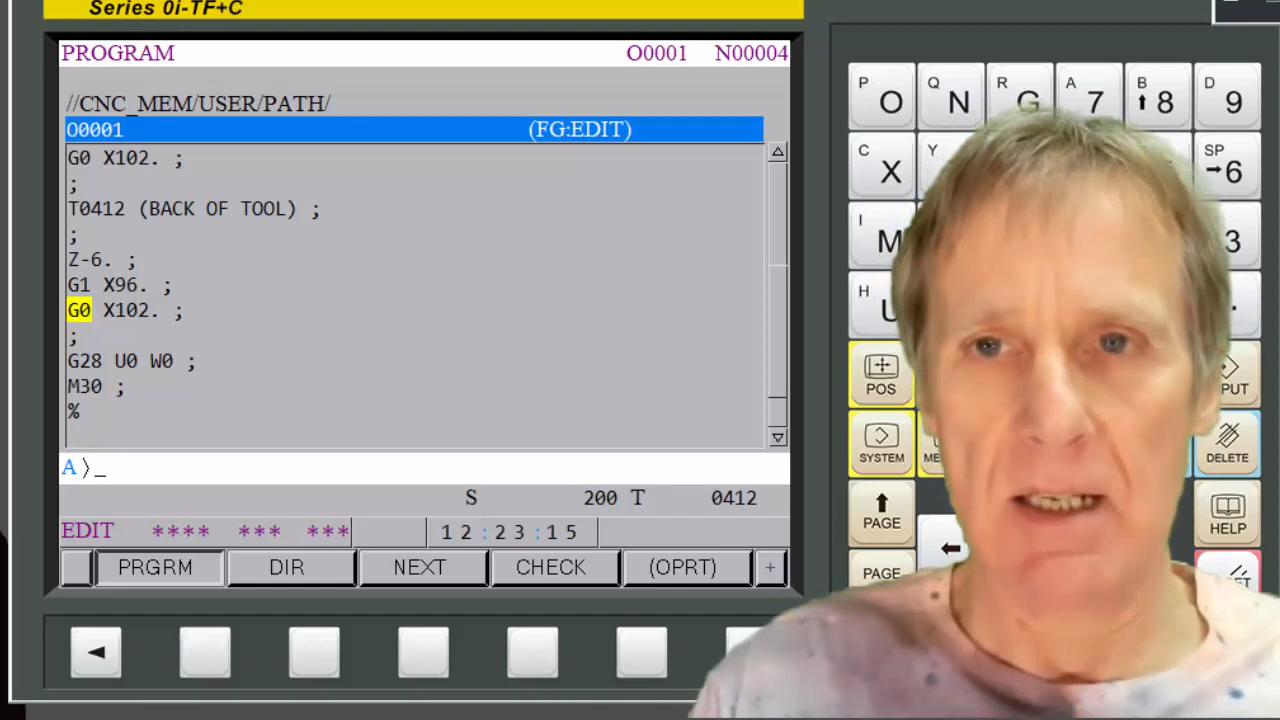 Series 0i-TF+C
PROGRAM O0001 N00004
//CNC_MEM/USER/PATH/
O0001 (FG:EDIT)
G0 X102. ;
;
T0412 (BACK OF TOOL) ;
;
Z-6. ;
G1 X96. ;
G0 X102. ;
;
G28 U0 W0 ;
M30 ;
%
A >_
S 200 T 0412
EDIT **** *** *** 12:23:15
PRGRM DIR NEXT CHECK (OPRT) +
P O Q N R G A 7 B ↑8 D 9
C X Y SP →6
I M 3
H U
POS
SYSTEM ME DELETE
↑ PAGE ← HELP
PAGE
◄